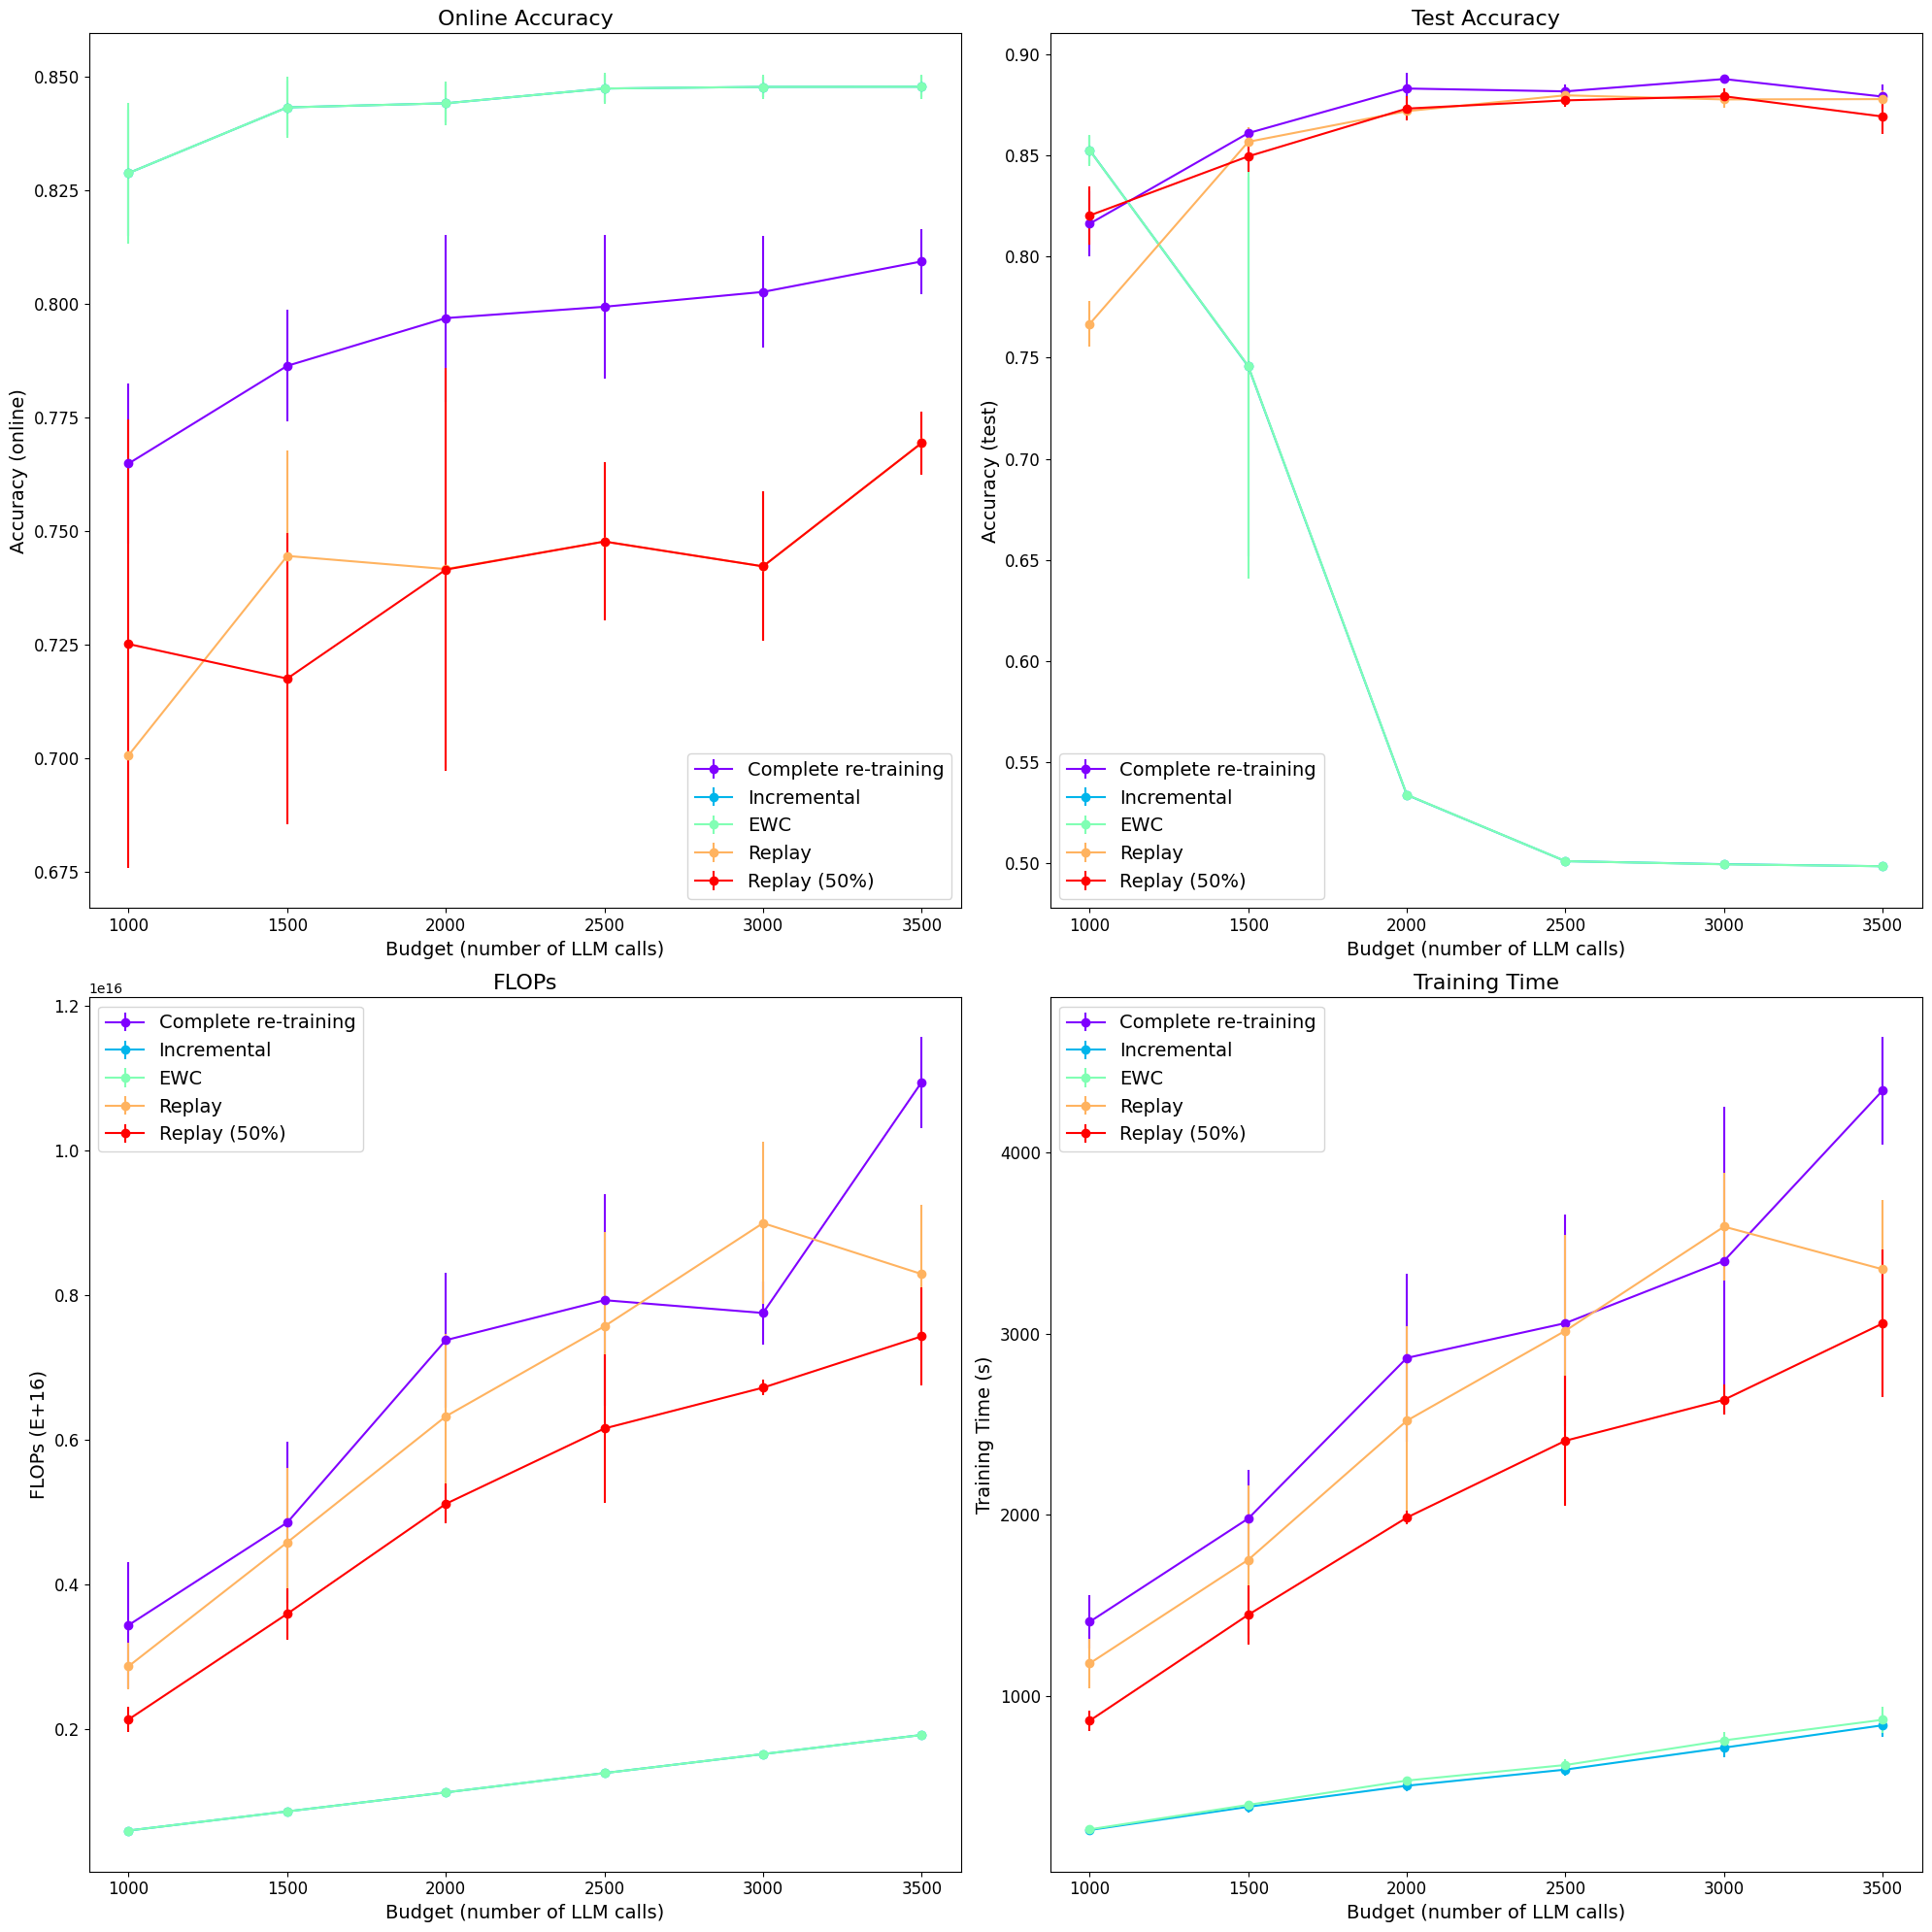 Online Accuracy
Accuracy (online)
0.850
0.825
0.800
0.775
0.750
0.725
0.700
0.675
Complete re-training
Incremental
EWC
Replay
Replay (50%)
1000 1500 2000 2500 3000 3500
Budget (number of LLM calls)
Test Accuracy
Accuracy (test)
0.90
0.85
0.80
0.75
0.70
0.65
0.60
0.55
0.50
Complete re-training
Incremental
EWC
Replay
Replay (50%)
1000 1500 2000 2500 3000 3500
Budget (number of LLM calls)
FLOPs
1e16
FLOPs (E+16)
1.2
1.0
0.8
0.6
0.4
0.2
Complete re-training
Incremental
EWC
Replay
Replay (50%)
1000 1500 2000 2500 3000 3500
Budget (number of LLM calls)
Training Time
Training Time (s)
4000
3000
2000
1000
Complete re-training
Incremental
EWC
Replay
Replay (50%)
1000 1500 2000 2500 3000 3500
Budget (number of LLM calls)